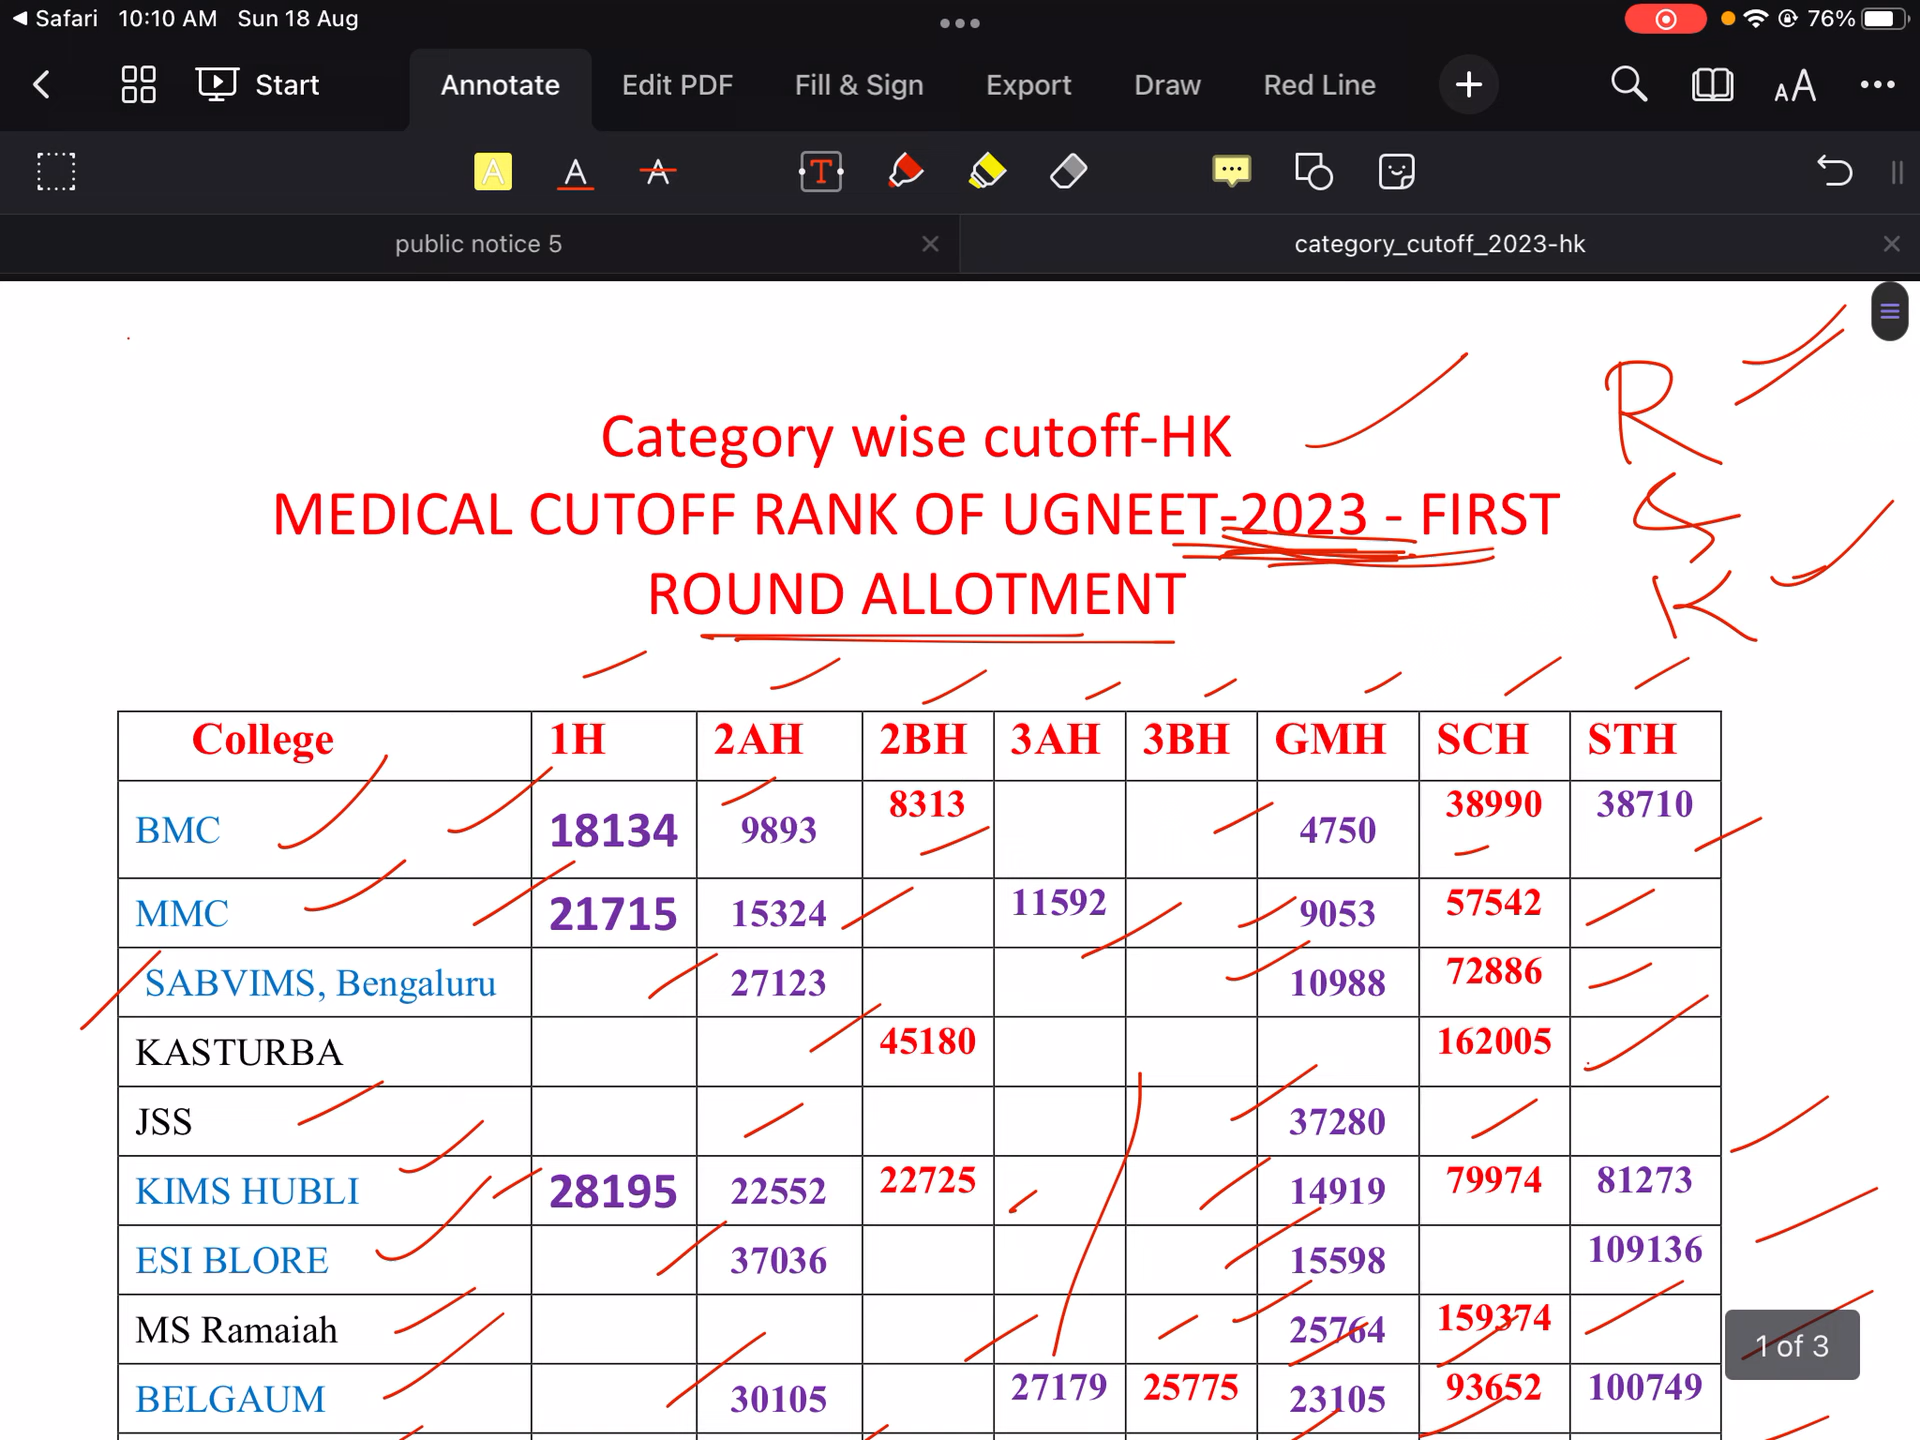 Safari 10:10 AM Sun 18 Aug 76%
Start Annotate Edit PDF Fill & Sign Export Draw Red Line
public notice 5 category_cutoff_2023-hk
Category wise cutoff-HK
MEDICAL CUTOFF RANK OF UGNEET-2023 - FIRST
ROUND ALLOTMENT
R
&
K
College 1H 2AH 2BH 3AH 3BH GMH SCH STH
BMC 18134 9893 8313 4750 38990 38710
MMC 21715 15324 11592 9053 57542
SABVIMS, Bengaluru 27123 10988 72886
KASTURBA 45180 162005
JSS 37280
KIMS HUBLI 28195 22552 22725 14919 79974 81273
ESI BLORE 37036 15598 109136
MS Ramaiah 25764 159374
BELGAUM 30105 27179 25775 23105 93652 100749
1 of 3